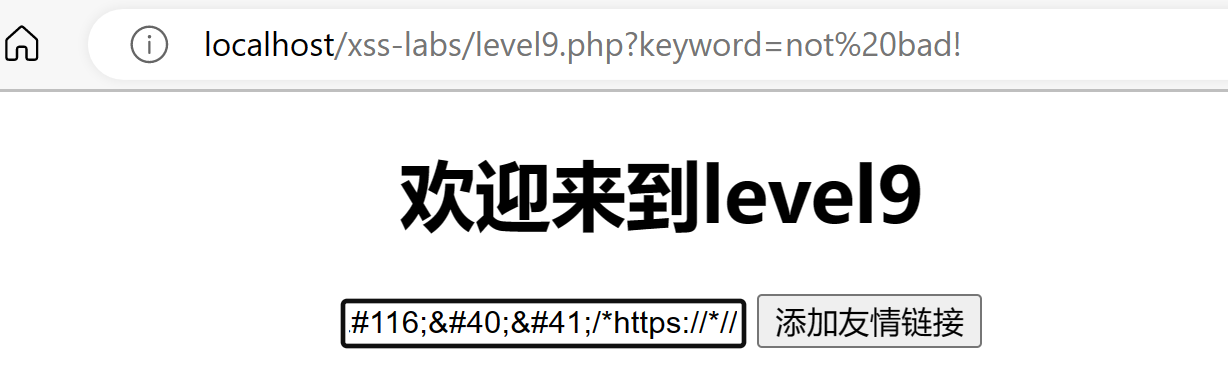 localhost/xss-labs/level9.php?keyword=not%20bad!
欢迎来到level9
.#116;&#40;&#41;/*https://*//
添加友情链接